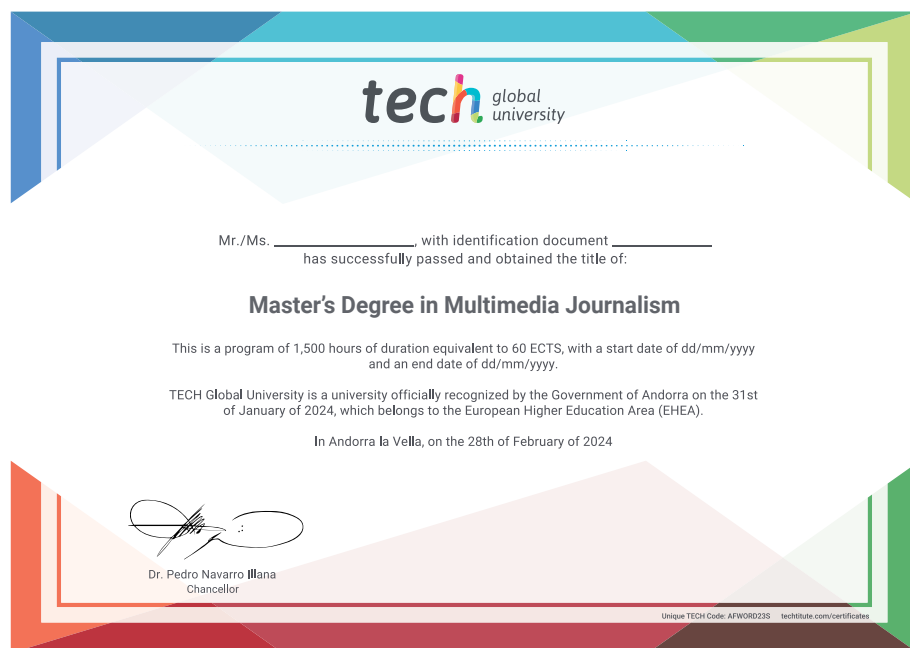 tech global
university
Mr./Ms. ____________, with identification document ____________
has successfully passed and obtained the title of:
Master's Degree in Multimedia Journalism
This is a program of 1,500 hours of duration equivalent to 60 ECTS, with a start date of dd/mm/yyyy
and an end date of dd/mm/yyyy.
TECH Global University is a university officially recognized by the Government of Andorra on the 31st
of January of 2024, which belongs to the European Higher Education Area (EHEA).
In Andorra la Vella, on the 28th of February of 2024
Dr. Pedro Navarro Illana
Chancellor
Unique TECH Code: AFWORD23S techtitute.com/certificates